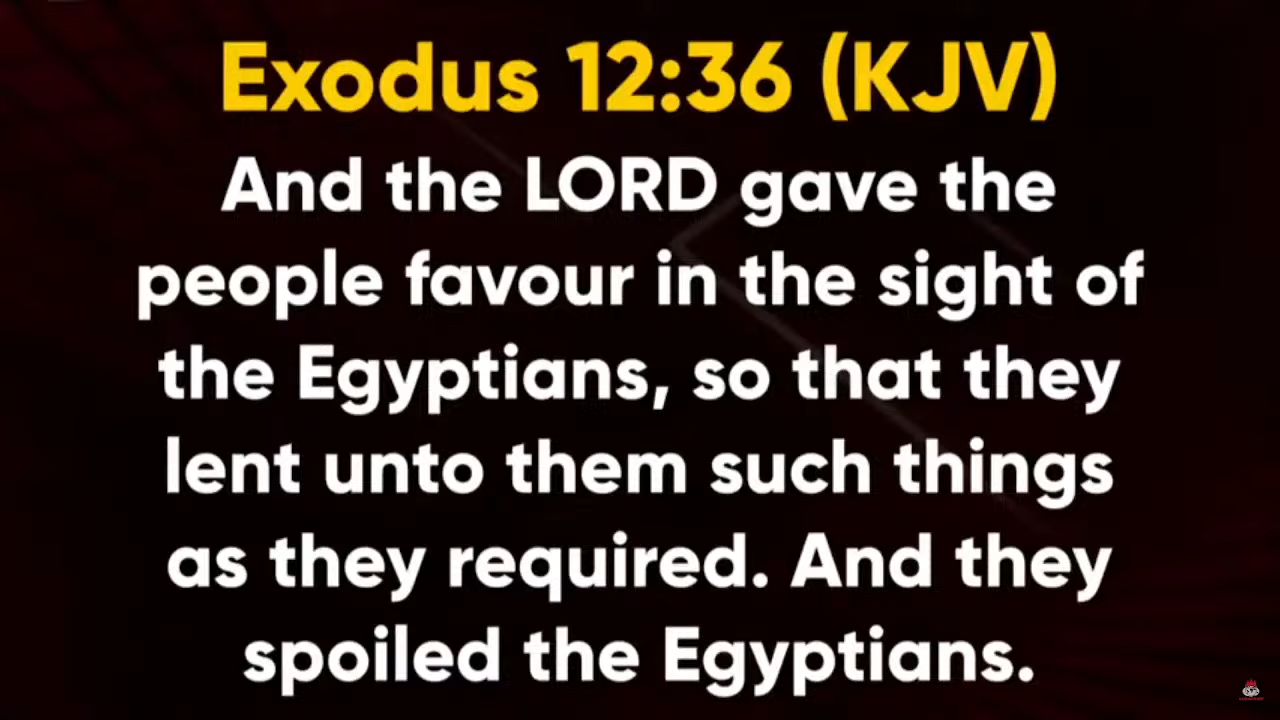 Exodus 12:36 (KJV)
And the LORD gave the
people favour in the sight of
the Egyptians, so that they
lent unto them such things
as they required. And they
spoiled the Egyptians.